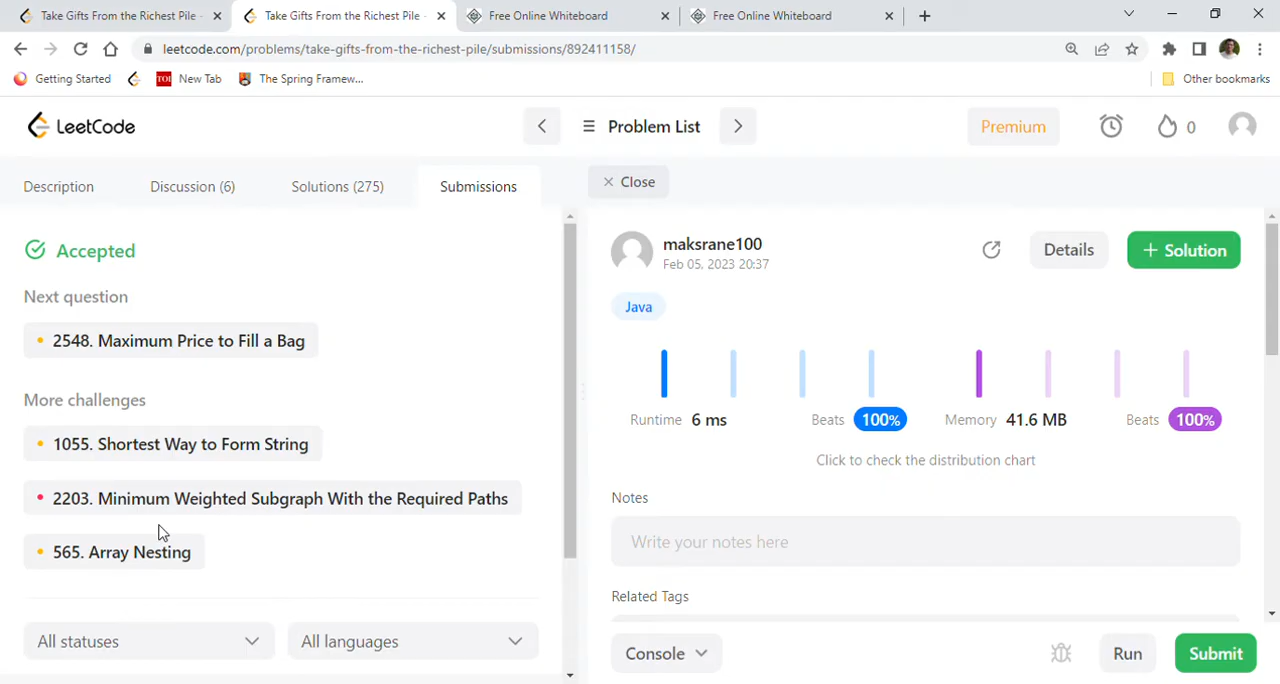 Take Gifts From the Richest Pile -
Take Gifts From the Richest Pile -
Free Online Whiteboard
Free Online Whiteboard
leetcode.com/problems/take-gifts-from-the-richest-pile/submissions/892411158/
Getting Started
TOI New Tab
The Spring Framew...
Other bookmarks
LeetCode
Problem List
Premium
0
Description
Discussion (6)
Solutions (275)
Submissions
Close
Accepted
Next question
2548. Maximum Price to Fill a Bag
More challenges
1055. Shortest Way to Form String
2203. Minimum Weighted Subgraph With the Required Paths
565. Array Nesting
All statuses
All languages
maksrane100
Feb 05, 2023 20:37
Details
+ Solution
Java
Runtime 6 ms
Beats 100%
Memory 41.6 MB
Beats 100%
Click to check the distribution chart
Notes
Write your notes here
Related Tags
Console
Run
Submit